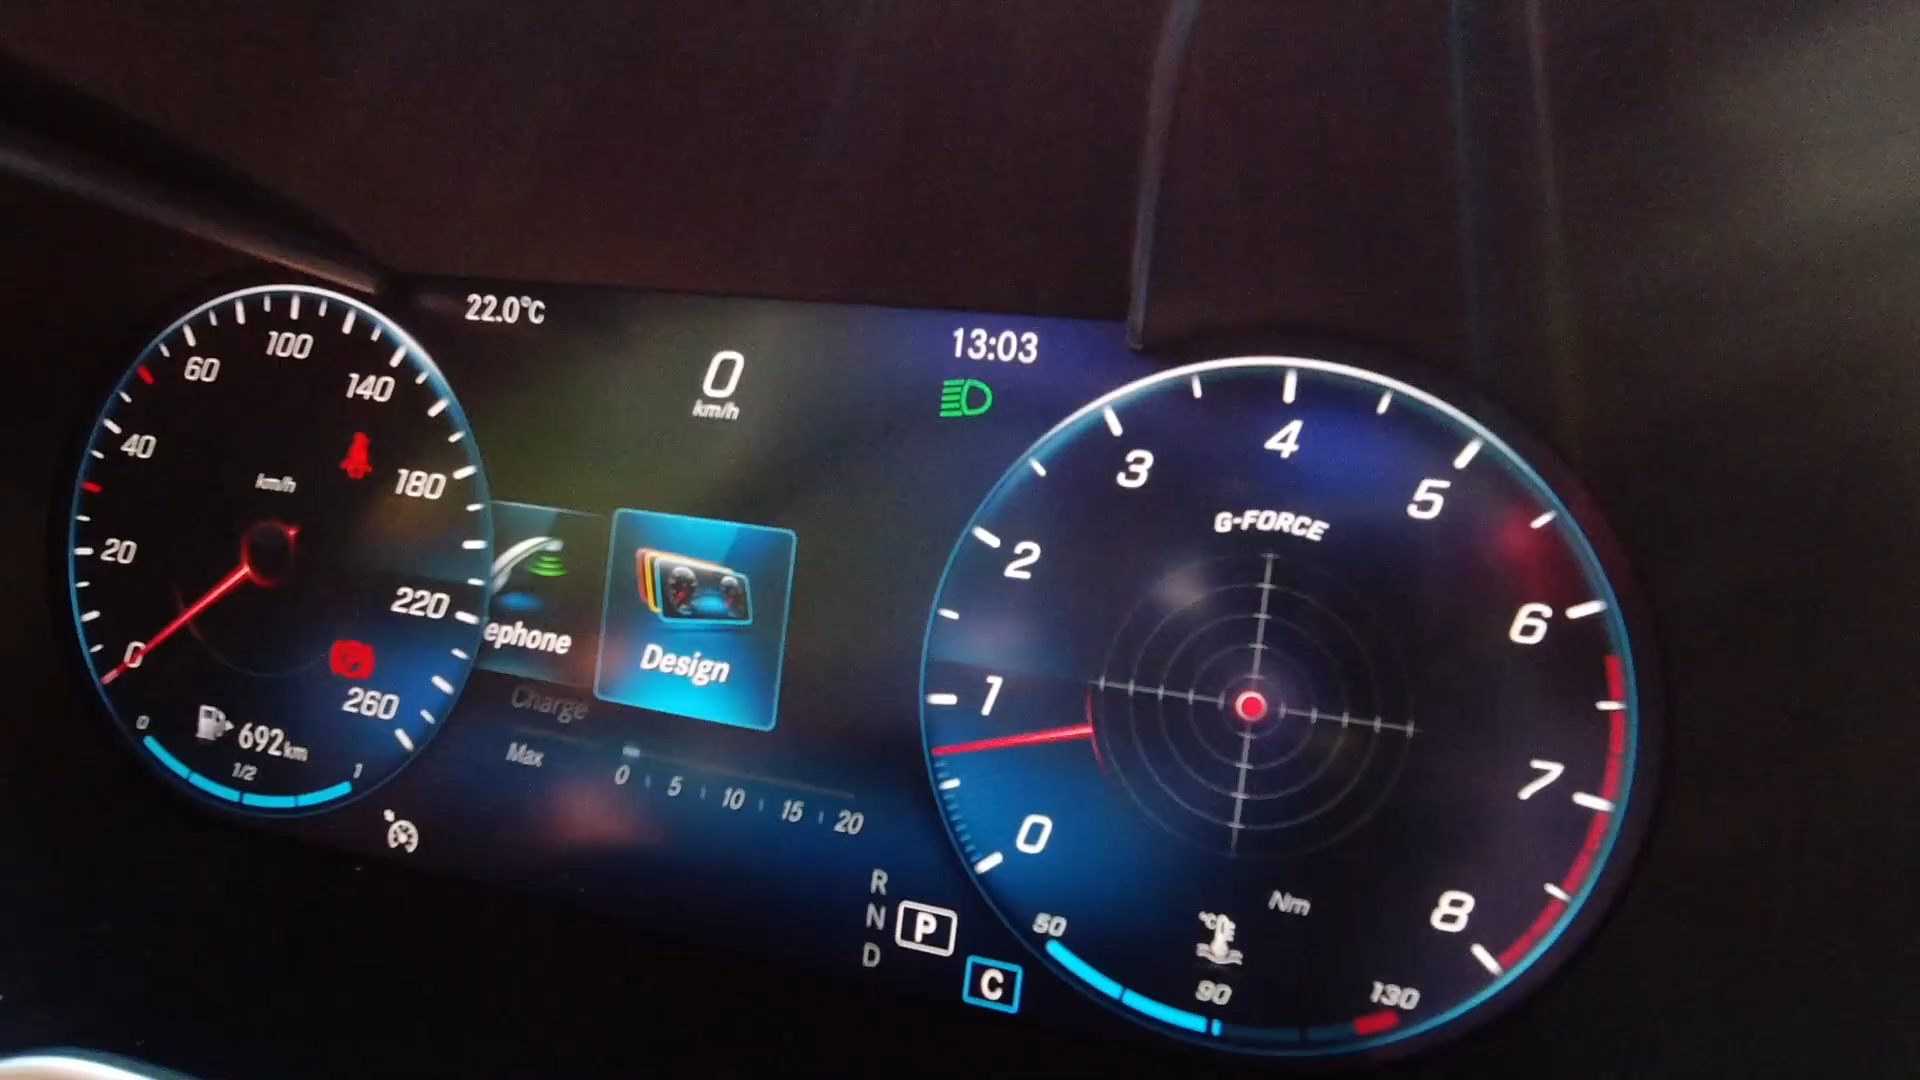 22.0°C
13:03
0
km/h
0
20
40
60
100
140
180
220
260
km/h
692km
0
1/2
1
ephone
Design
Charge
Max
0 5 10 15 20
R
N
D
P
C
0
1
2
3
4
5
6
7
8
G-FORCE
Nm
°C
50
90
130